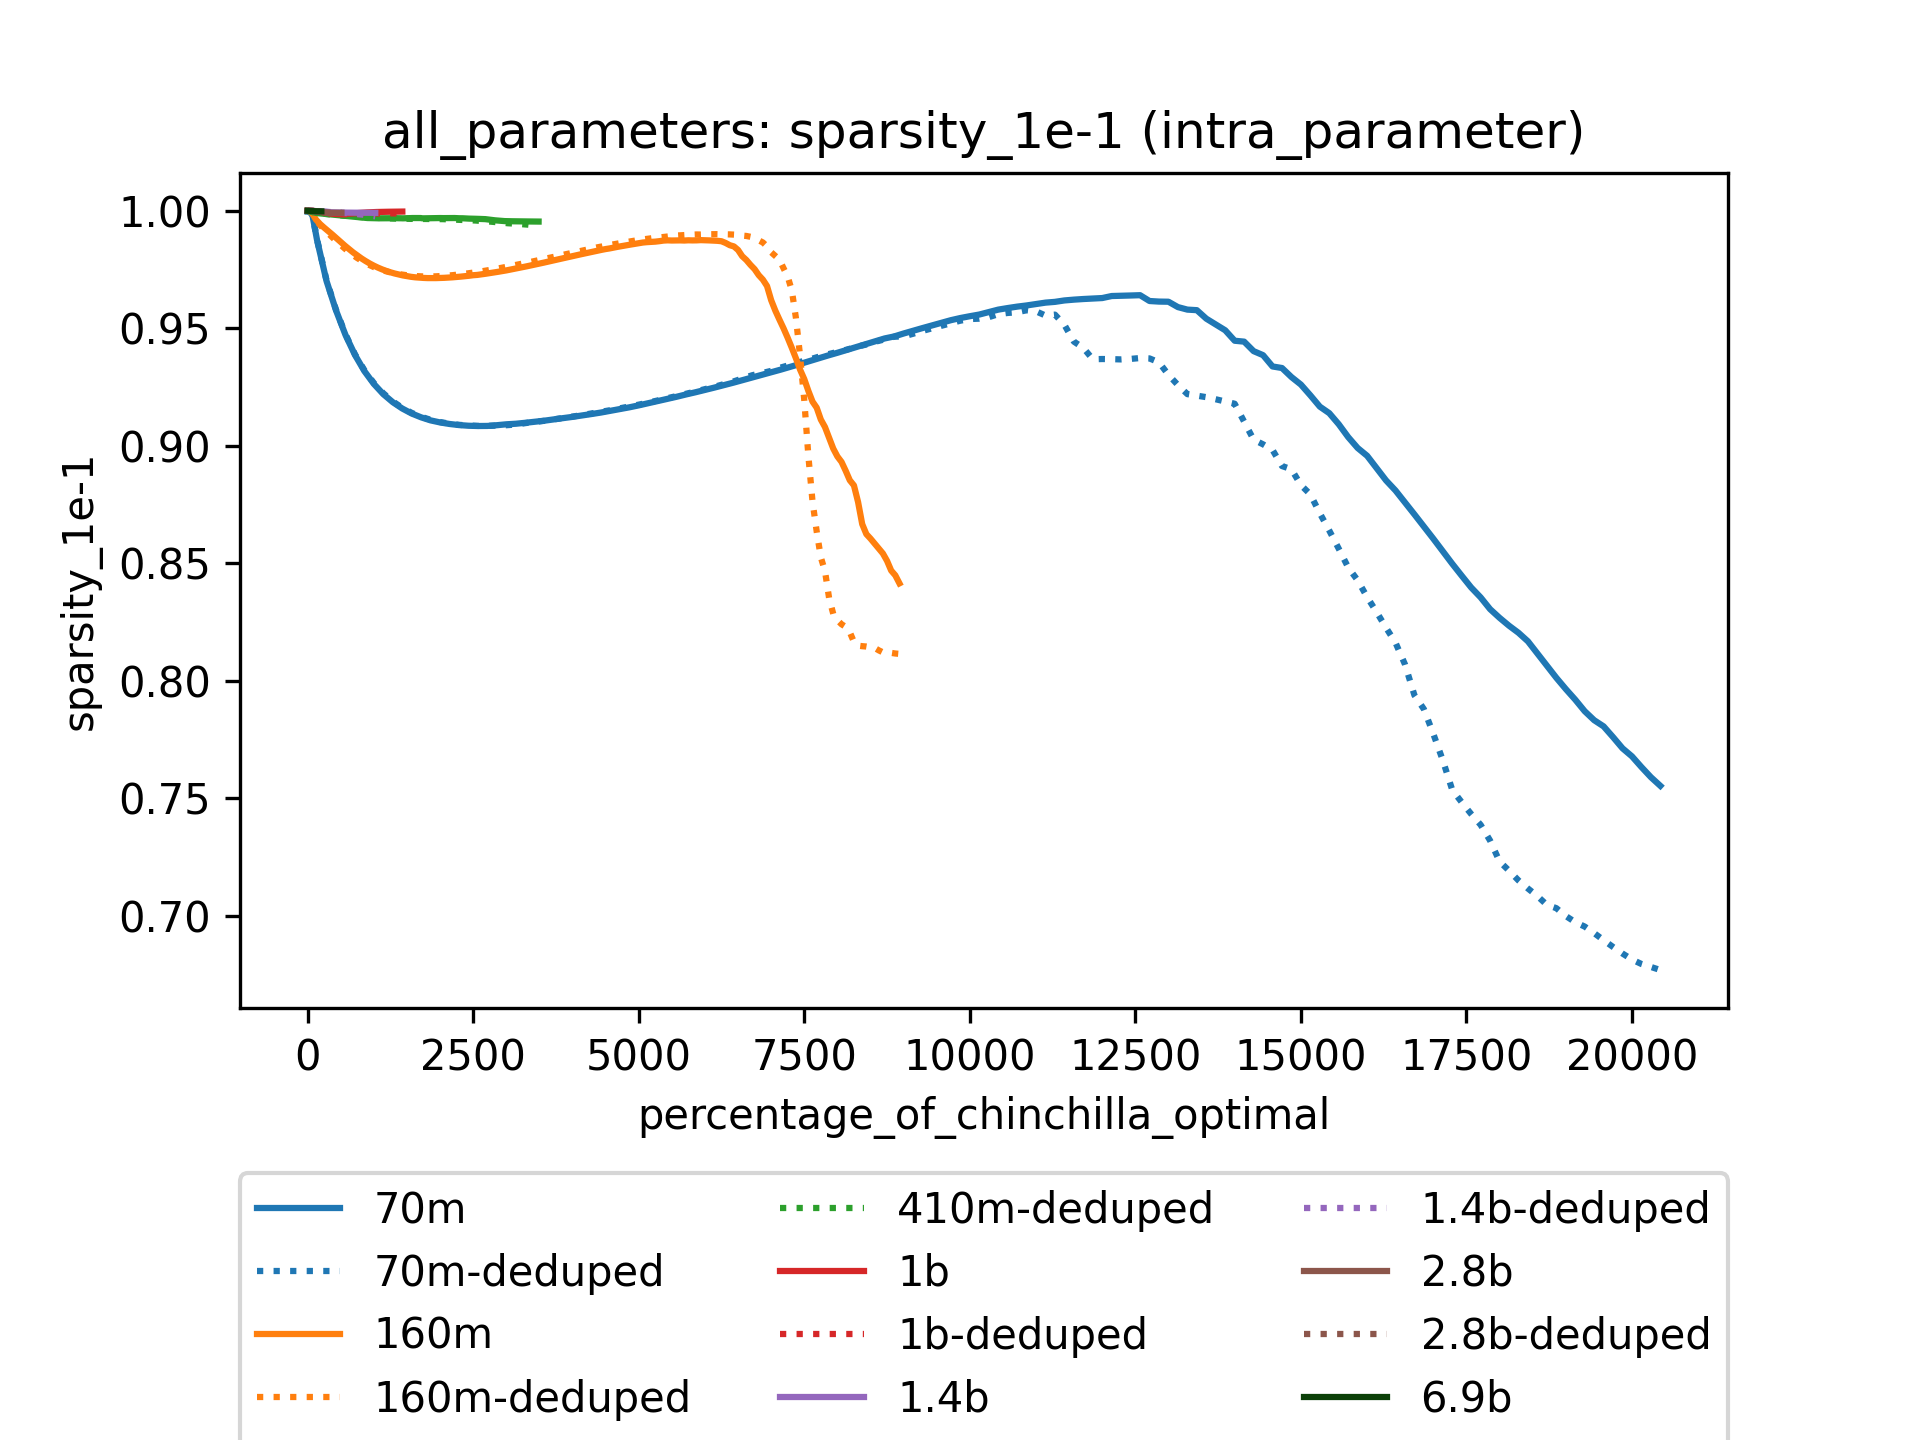 all_parameters: sparsity_1e-1 (intra_parameter)
1.00
0.95
0.90
0.85
0.80
0.75
0.70
sparsity_1e-1
0 2500 5000 7500 10000 12500 15000 17500 20000
percentage_of_chinchilla_optimal
70m
70m-deduped
160m
160m-deduped
410m-deduped
1b
1b-deduped
1.4b
1.4b-deduped
2.8b
2.8b-deduped
6.9b